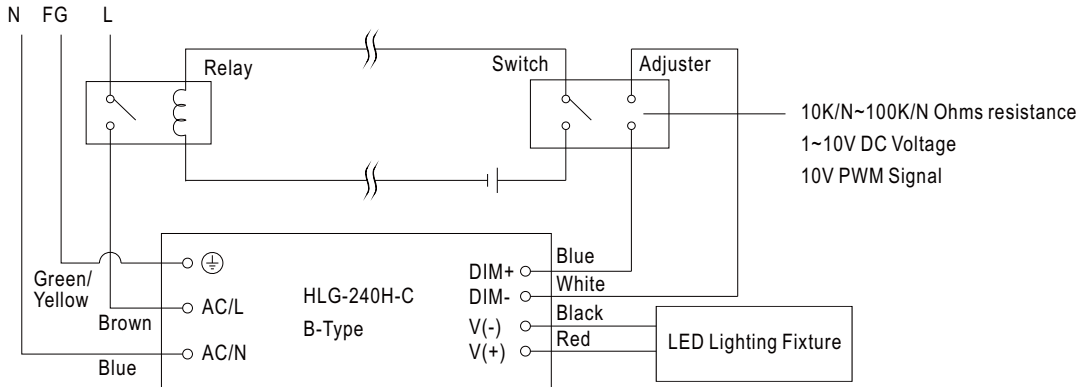 N FG L
Relay
Switch
Adjuster
10K/N~100K/N Ohms resistance
1~10V DC Voltage
10V PWM Signal
Green/
Yellow
Brown
Blue
AC/L
AC/N
HLG-240H-C
B-Type
DIM+
DIM-
V(-)
V(+)
Blue
White
Black
Red
LED Lighting Fixture